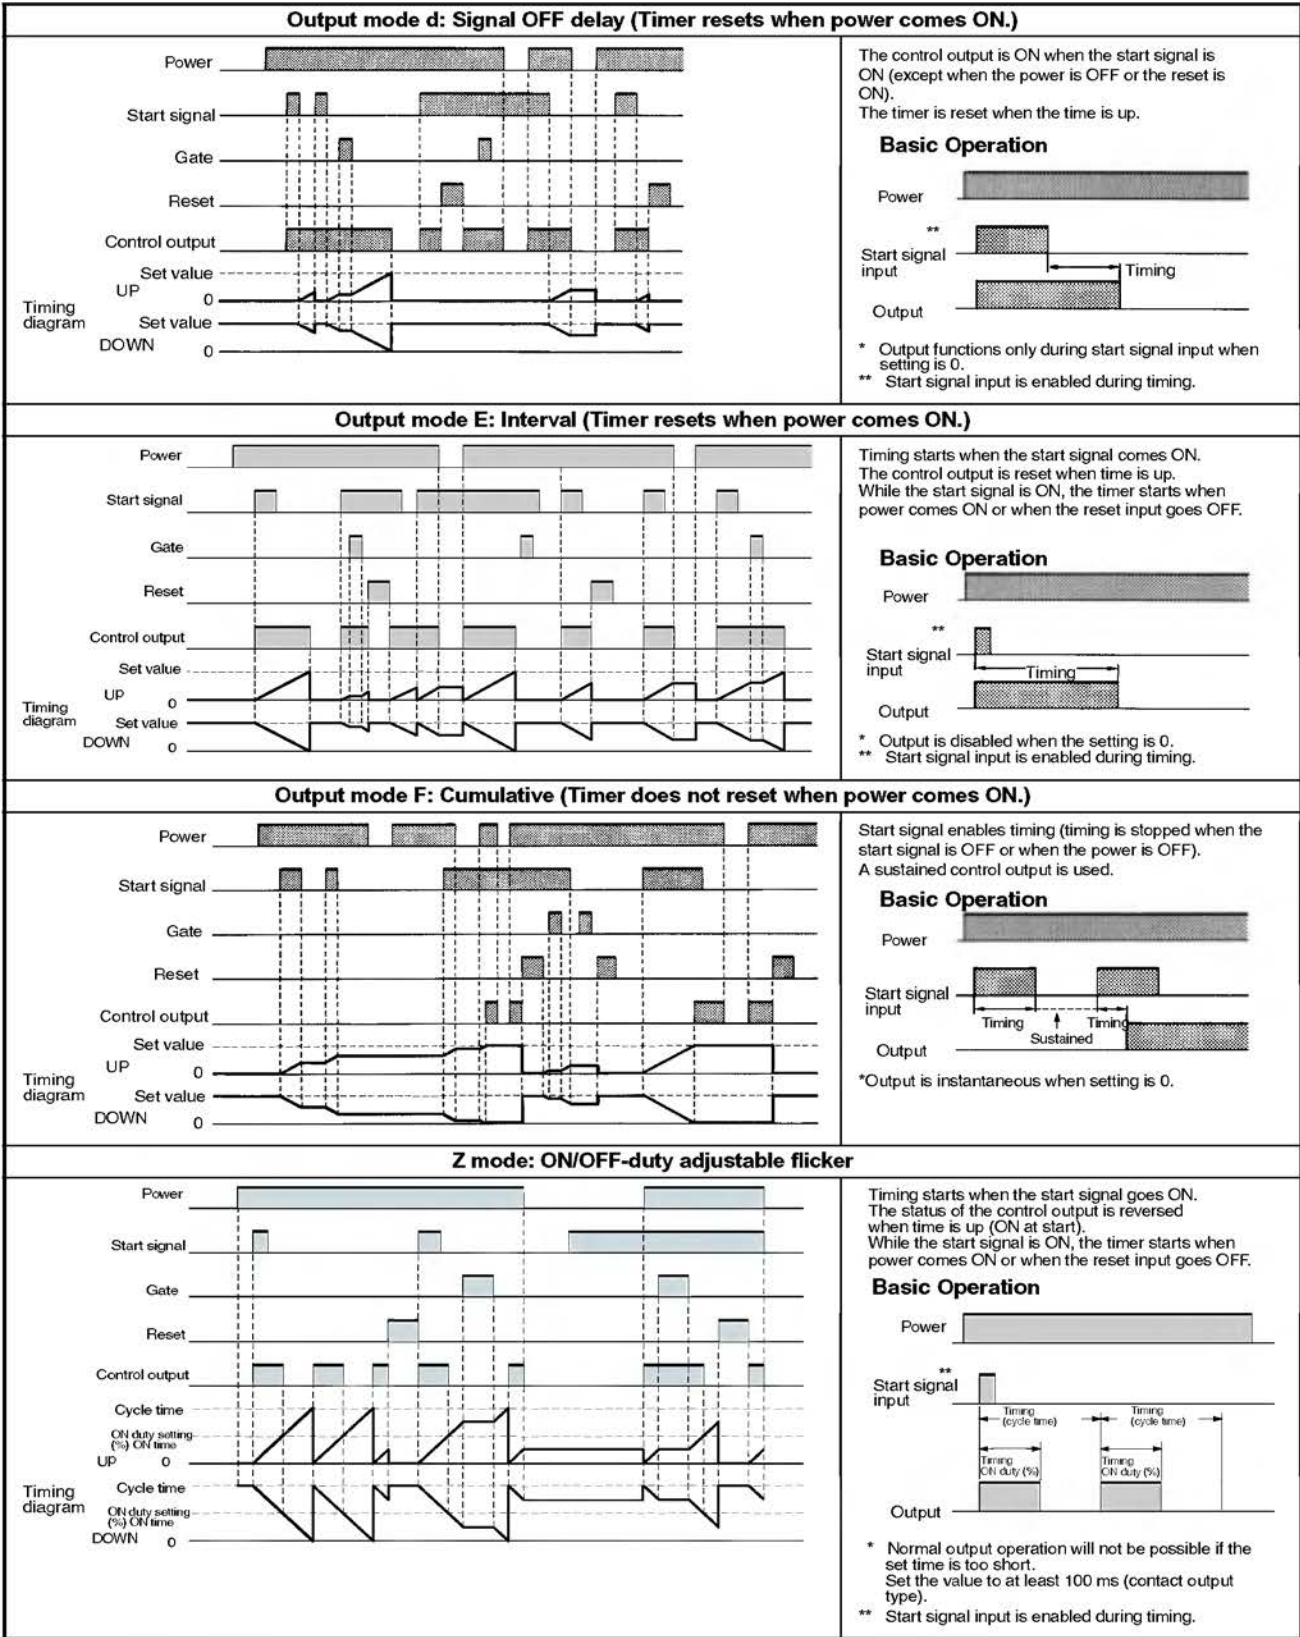 Output mode d: Signal OFF delay (Timer resets when power comes ON.)
Power
Start signal
Gate
Reset
Control output
Set value
UP
0
Timing
diagram
Set value
DOWN
0
The control output is ON when the start signal is
ON (except when the power is OFF or the reset is
ON).
The timer is reset when the time is up.
Basic Operation
Power
**
Start signal
input
Timing
Output
* Output functions only during start signal input when
setting is 0.
** Start signal input is enabled during timing.
Output mode E: Interval (Timer resets when power comes ON.)
Power
Start signal
Gate
Reset
Control output
Set value
UP
0
Timing
diagram
Set value
DOWN
0
Timing starts when the start signal comes ON.
The control output is reset when time is up.
While the start signal is ON, the timer starts when
power comes ON or when the reset input goes OFF.
Basic Operation
Power
**
Start signal
input
Timing
Output
* Output is disabled when the setting is 0.
** Start signal input is enabled during timing.
Output mode F: Cumulative (Timer does not reset when power comes ON.)
Power
Start signal
Gate
Reset
Control output
Set value
UP
0
Timing
diagram
Set value
DOWN
0
Start signal enables timing (timing is stopped when the
start signal is OFF or when the power is OFF).
A sustained control output is used.
Basic Operation
Power
Start signal
input
Timing
Timing
Sustained
Output
*Output is instantaneous when setting is 0.
Z mode: ON/OFF-duty adjustable flicker
Power
Start signal
Gate
Reset
Control output
Cycle time
ON duty setting
(%) ON time
UP
0
Timing
diagram
Cycle time
ON duty setting
(%) ON time
DOWN
0
Timing starts when the start signal goes ON.
The status of the control output is reversed
when time is up (ON at start).
While the start signal is ON, the timer starts when
power comes ON or when the reset input goes OFF.
Basic Operation
Power
**
Start signal
input
Timing
(cycle time)
Timing
(cycle time)
Timing
ON duty (%)
Timing
ON duty (%)
Output
* Normal output operation will not be possible if the
set time is too short.
Set the value to at least 100 ms (contact output
type).
** Start signal input is enabled during timing.